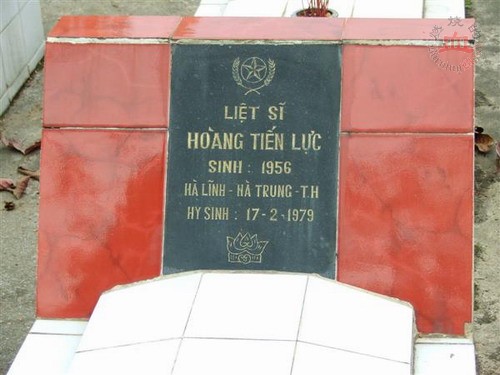 LIỆT SĨ
HOÀNG TIẾN LỰC
SINH : 1956
HÀ LĨNH - HÀ TRUNG - T.H
HY SINH : 17-2-1979